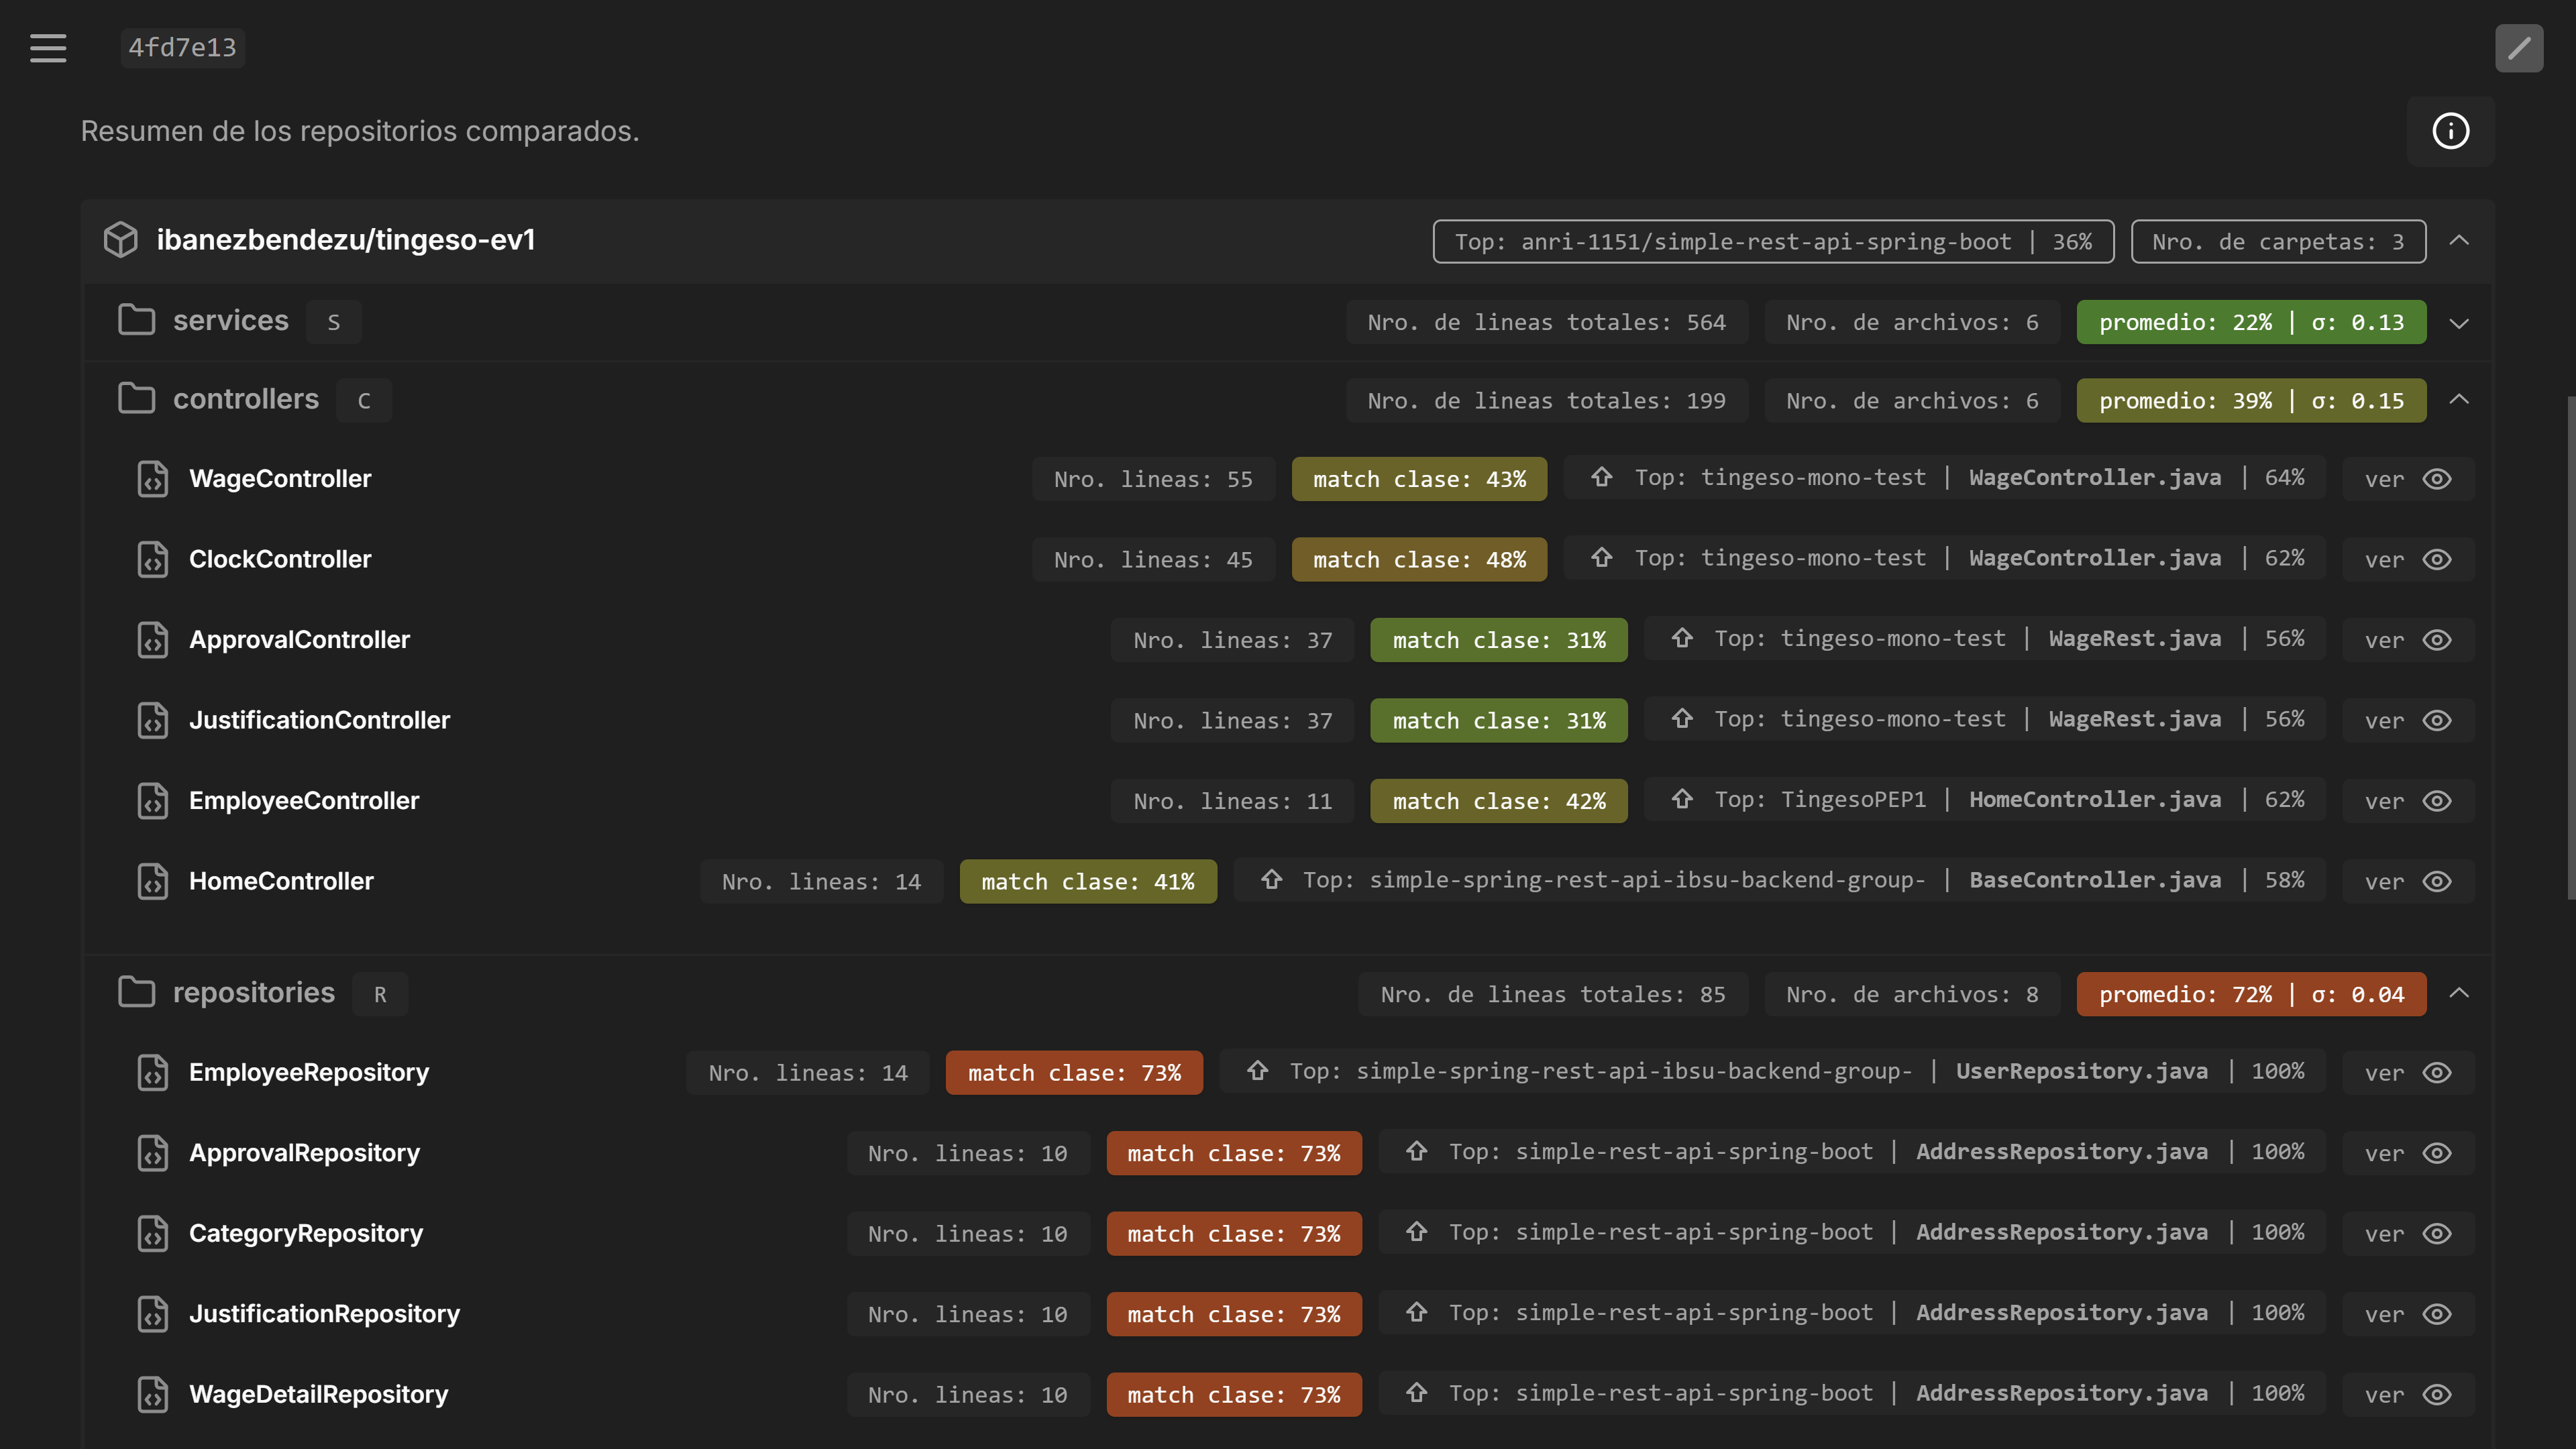 4fd7e13
Resumen de los repositorios comparados.
ibanezbendezu/tingeso-ev1 Top: anri-1151/simple-rest-api-spring-boot | 36% Nro. de carpetas: 3
services S Nro. de lineas totales: 564 Nro. de archivos: 6 promedio: 22% | σ: 0.13
controllers C Nro. de lineas totales: 199 Nro. de archivos: 6 promedio: 39% | σ: 0.15
WageController Nro. lineas: 55 match clase: 43% Top: tingeso-mono-test | WageController.java | 64% ver
ClockController Nro. lineas: 45 match clase: 48% Top: tingeso-mono-test | WageController.java | 62% ver
ApprovalController Nro. lineas: 37 match clase: 31% Top: tingeso-mono-test | WageRest.java | 56% ver
JustificationController Nro. lineas: 37 match clase: 31% Top: tingeso-mono-test | WageRest.java | 56% ver
EmployeeController Nro. lineas: 11 match clase: 42% Top: TingesoPEP1 | HomeController.java | 62% ver
HomeController Nro. lineas: 14 match clase: 41% Top: simple-spring-rest-api-ibsu-backend-group- | BaseController.java | 58% ver
repositories R Nro. de lineas totales: 85 Nro. de archivos: 8 promedio: 72% | σ: 0.04
EmployeeRepository Nro. lineas: 14 match clase: 73% Top: simple-spring-rest-api-ibsu-backend-group- | UserRepository.java | 100% ver
ApprovalRepository Nro. lineas: 10 match clase: 73% Top: simple-rest-api-spring-boot | AddressRepository.java | 100% ver
CategoryRepository Nro. lineas: 10 match clase: 73% Top: simple-rest-api-spring-boot | AddressRepository.java | 100% ver
JustificationRepository Nro. lineas: 10 match clase: 73% Top: simple-rest-api-spring-boot | AddressRepository.java | 100% ver
WageDetailRepository Nro. lineas: 10 match clase: 73% Top: simple-rest-api-spring-boot | AddressRepository.java | 100% ver